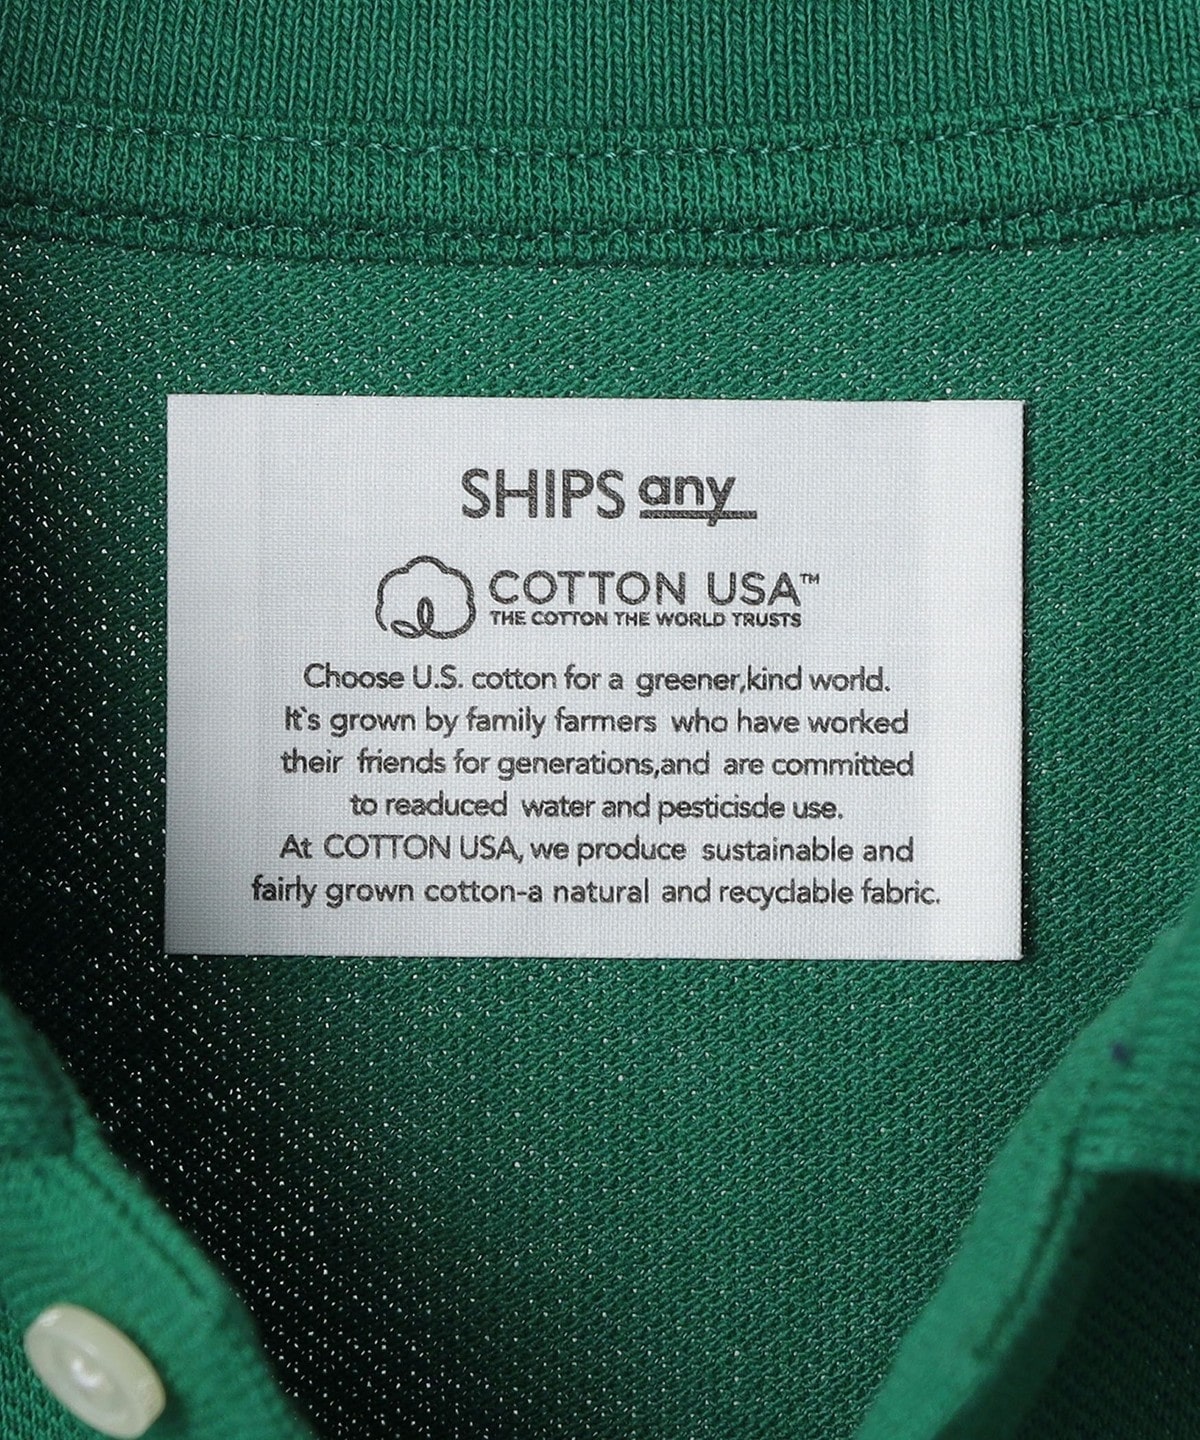 SHIPS any
COTTON USA™
THE COTTON THE WORLD TRUSTS
Choose U.S. cotton for a greener,kind world.
It`s grown by family farmers who have worked
their friends for generations,and are committed
to readuced water and pesticisde use.
At COTTON USA, we produce sustainable and
fairly grown cotton-a natural and recyclable fabric.